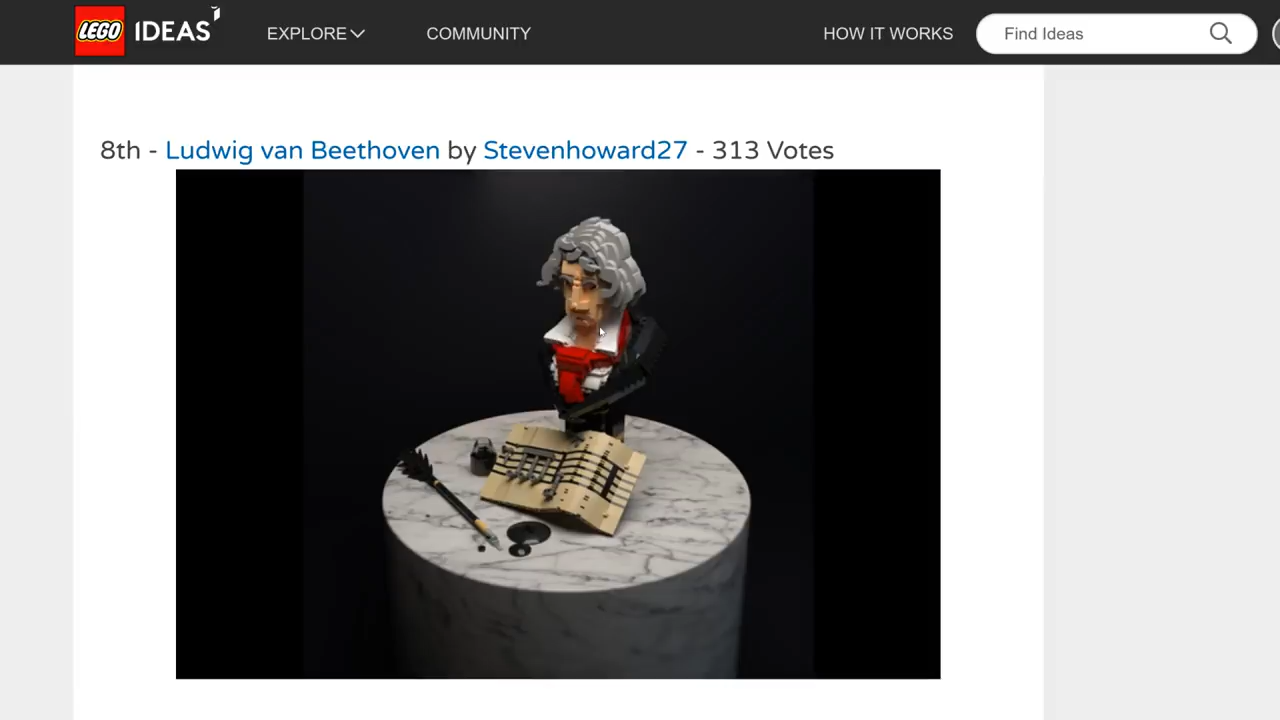 LEGO IDEAS EXPLORE COMMUNITY HOW IT WORKS Find Ideas
8th - Ludwig van Beethoven by Stevenhoward27 - 313 Votes